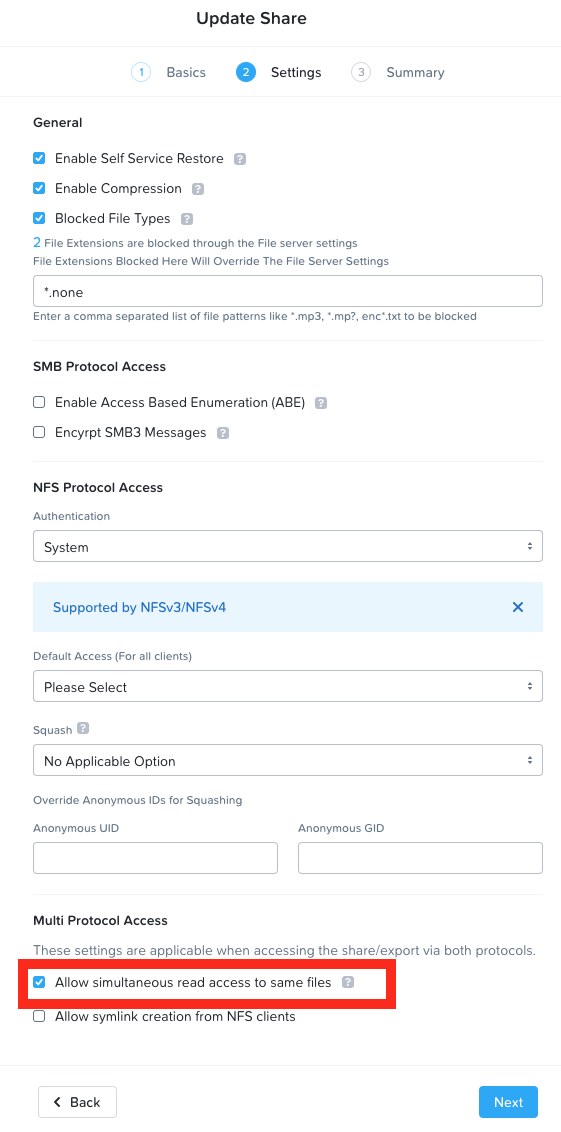 Update Share
1 Basics 2 Settings 3 Summary
General
Enable Self Service Restore ?
Enable Compression ?
Blocked File Types ?
2 File Extensions are blocked through the File server settings
File Extensions Blocked Here Will Override The File Server Settings
*.none
Enter a comma separated list of file patterns like *.mp3, *.mp?, enc*.txt to be blocked
SMB Protocol Access
Enable Access Based Enumeration (ABE) ?
Encyrpt SMB3 Messages ?
NFS Protocol Access
Authentication
System
Supported by NFSv3/NFSv4
Default Access (For all clients)
Please Select
Squash ?
No Applicable Option
Override Anonymous IDs for Squashing
Anonymous UID Anonymous GID
Multi Protocol Access
These settings are applicable when accessing the share/export via both protocols.
Allow simultaneous read access to same files ?
Allow symlink creation from NFS clients
Back Next